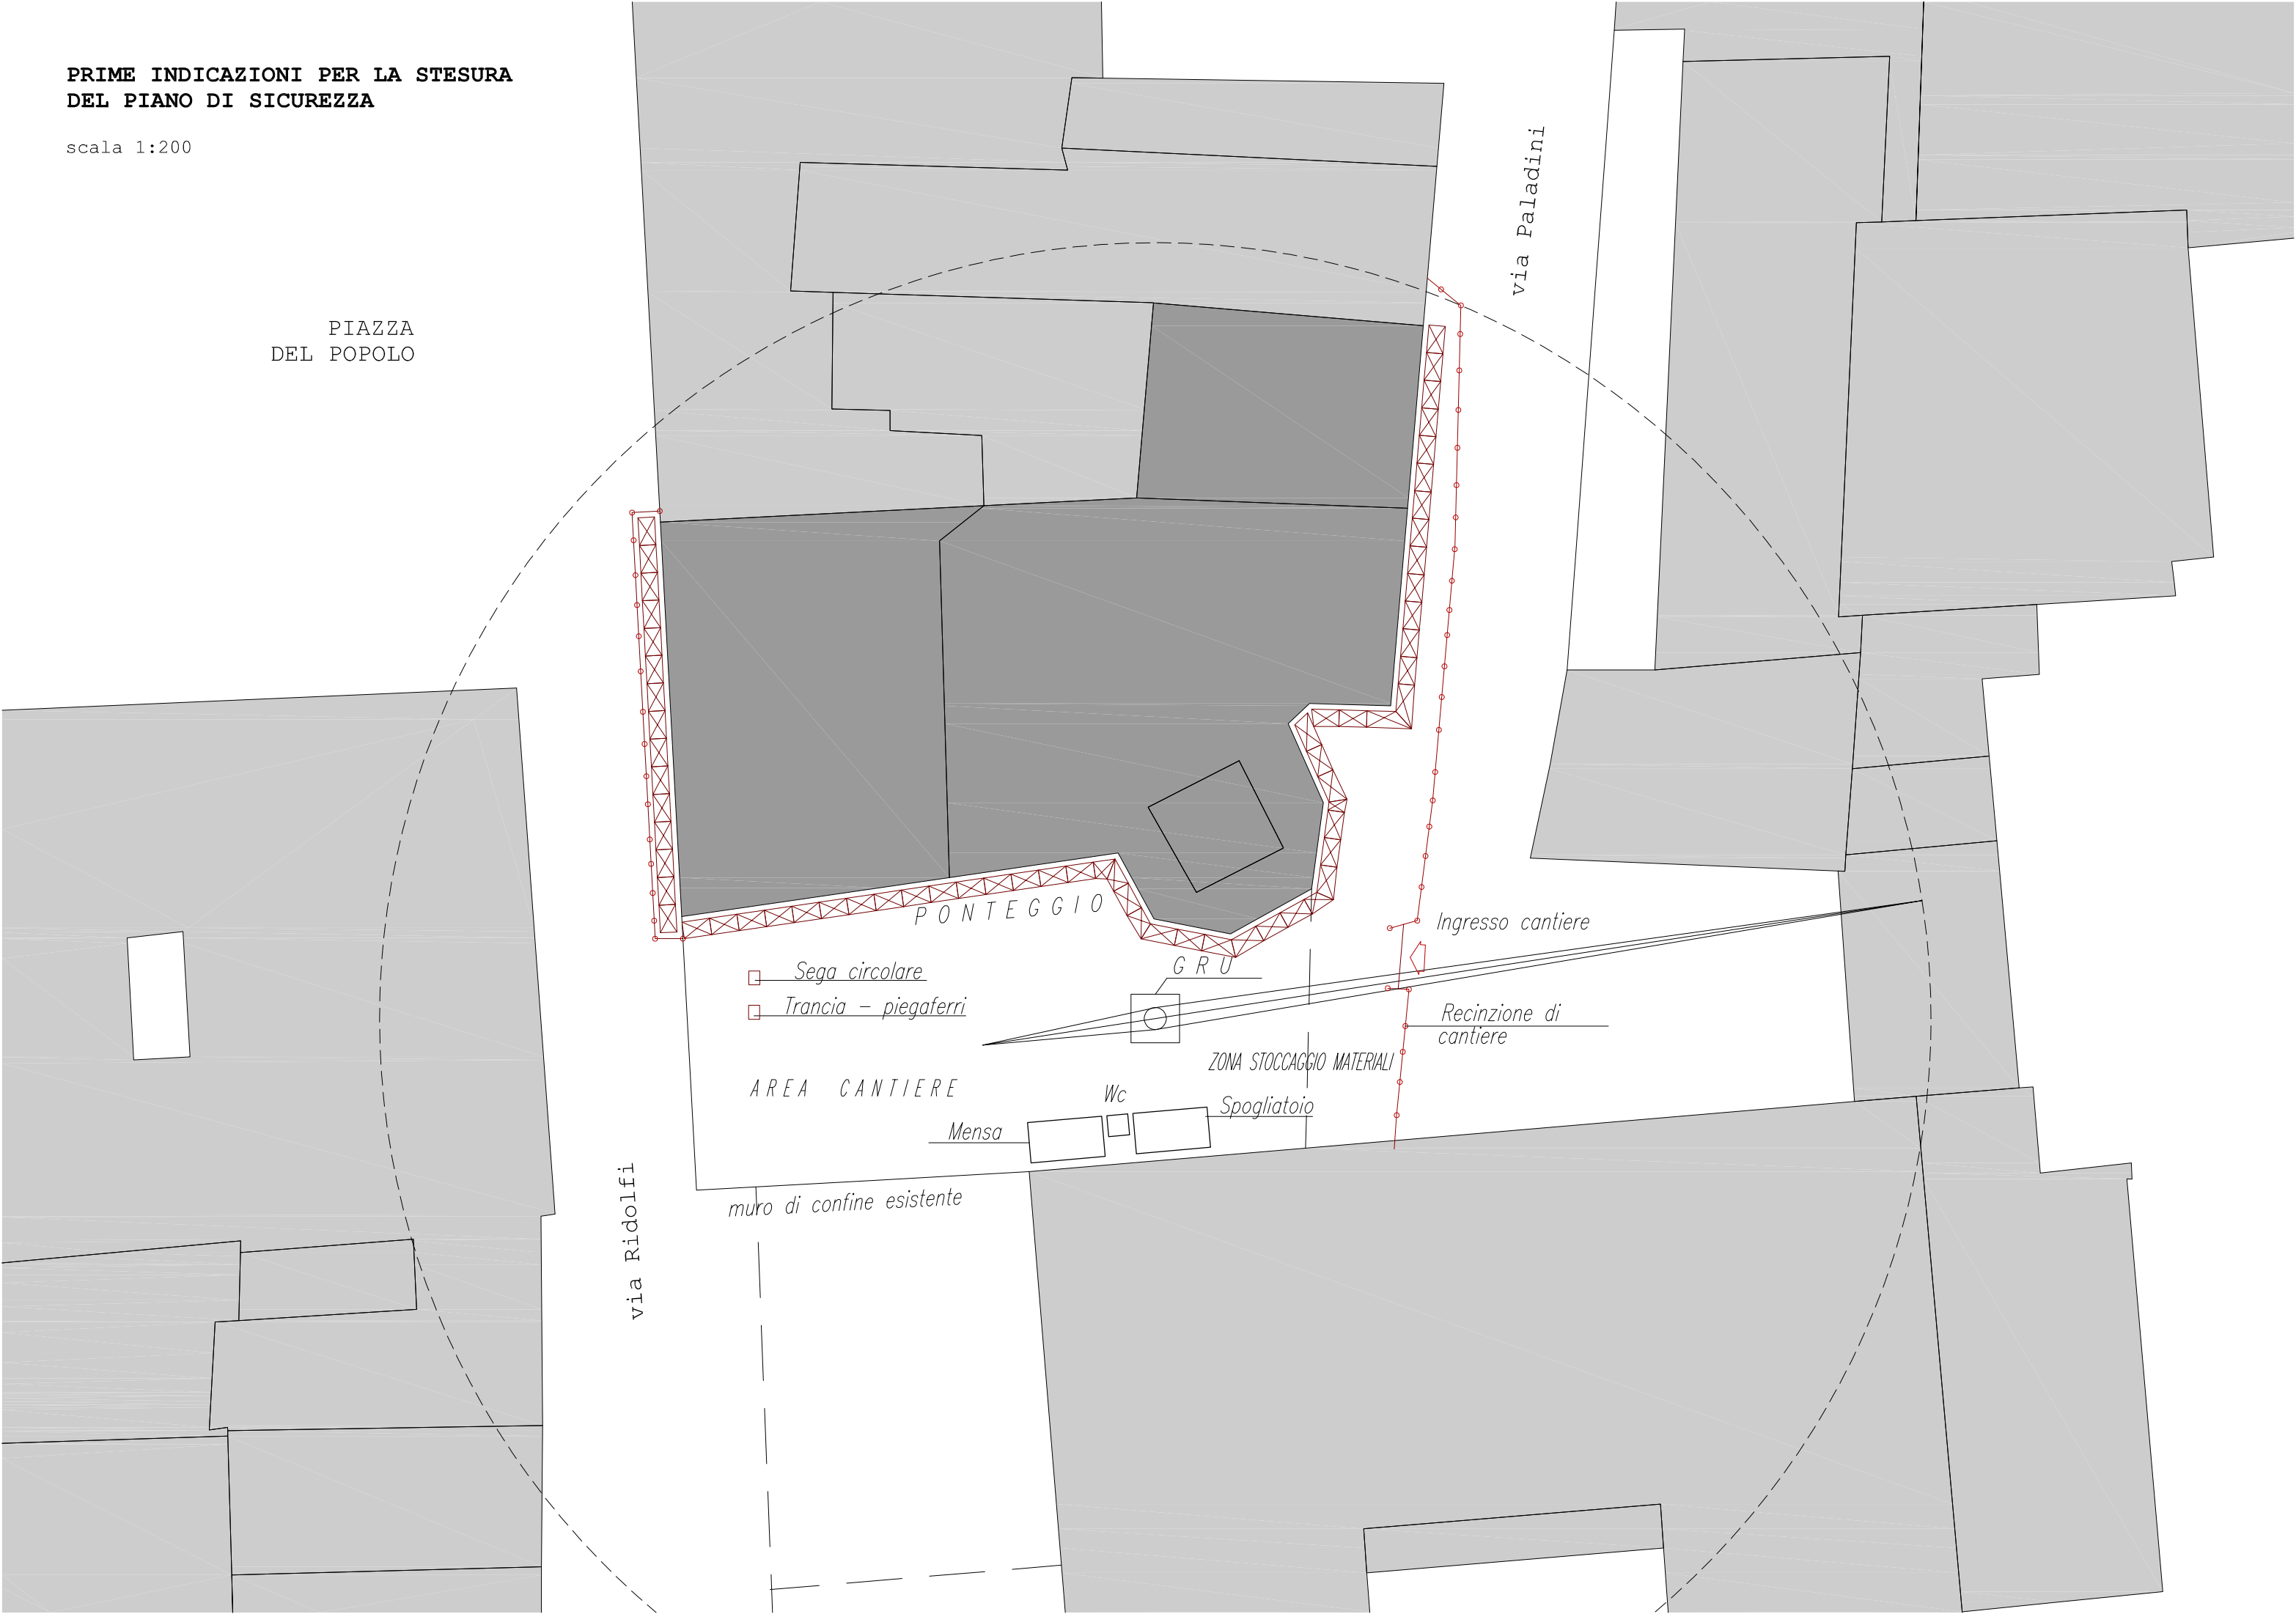 PRIME INDICAZIONI PER LA STESURA
DEL PIANO DI SICUREZZA
scala 1:200
via Paladini
PIAZZA
DEL POPOLO
PONTEGGIO
Ingresso cantiere
Sega circolare
GRU
Trancia - piegaferri
Recinzione di
cantiere
ZONA STOCCAGGIO MATERIALI
AREA CANTIERE
Wc
Spogliatoio
Mensa
muro di confine esistente
via Ridolfi